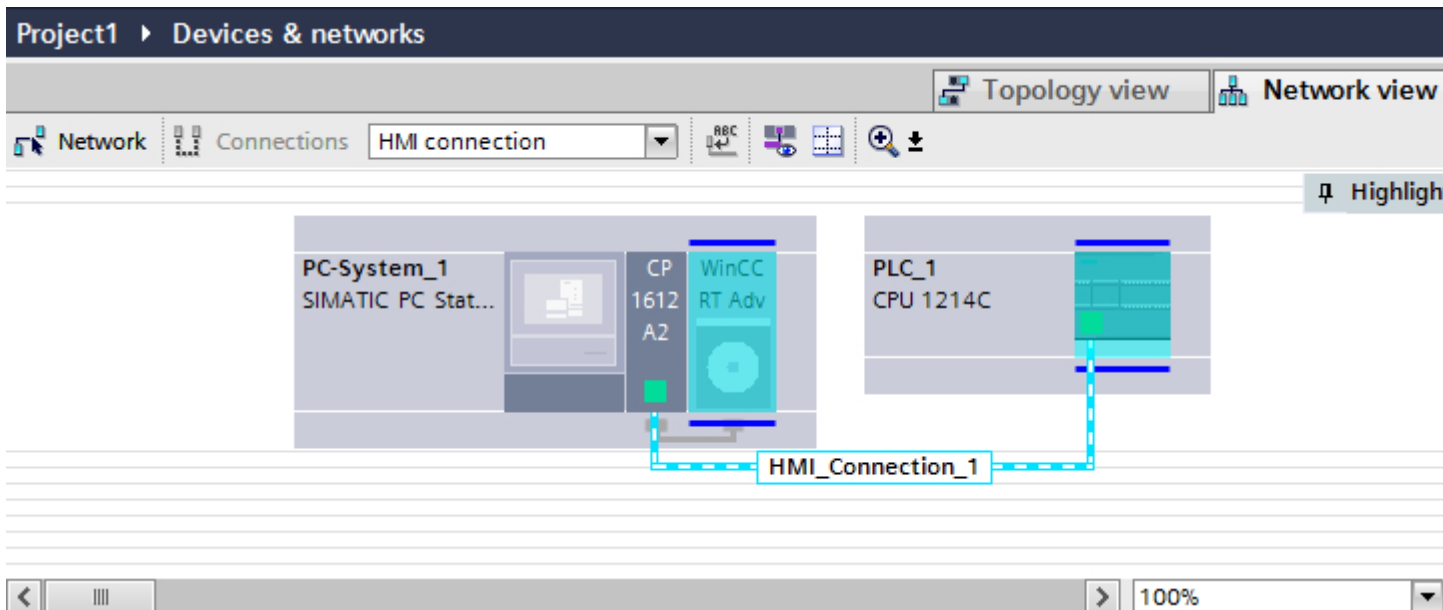 Project1 ▸ Devices & networks
Topology view
Network view
Network
Connections
HMI connection
ABC
Highligh
PC-System_1
SIMATIC PC Stat...
CP
1612
A2
WinCC
RT Adv
PLC_1
CPU 1214C
HMI_Connection_1
100%